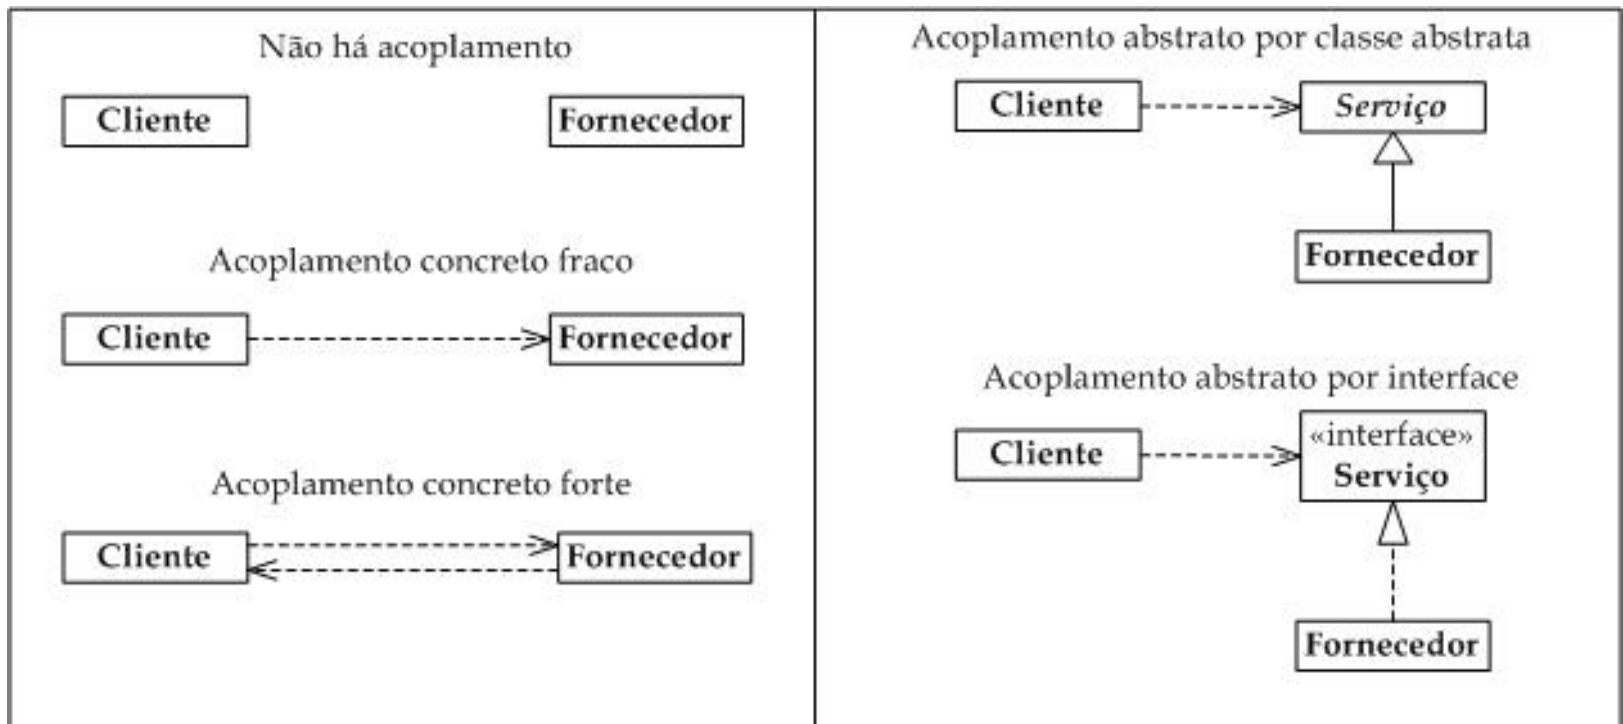 Não há acoplamento
Cliente
Fornecedor
Acoplamento concreto fraco
Cliente
Fornecedor
Acoplamento concreto forte
Cliente
Fornecedor
Acoplamento abstrato por classe abstrata
Cliente
Serviço
Fornecedor
Acoplamento abstrato por interface
Cliente
«interface»
Serviço
Fornecedor